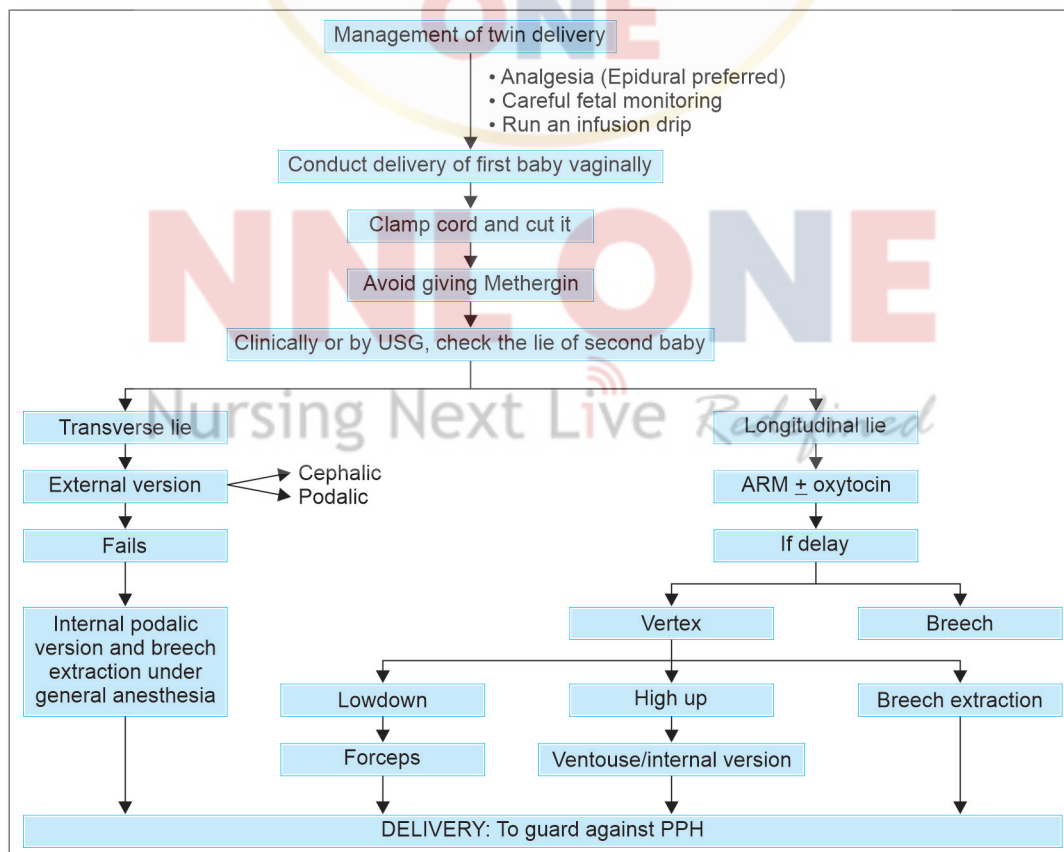 Management of twin delivery
• Analgesia (Epidural preferred)
• Careful fetal monitoring
• Run an infusion drip
Conduct delivery of first baby vaginally
Clamp cord and cut it
Avoid giving Methergin
Clinically or by USG, check the lie of second baby
Transverse lie
Longitudinal lie
External version
Cephalic
Podalic
ARM ± oxytocin
Fails
If delay
Internal podalic
version and breech
extraction under
general anesthesia
Vertex
Breech
Lowdown
High up
Breech extraction
Forceps
Ventouse/internal version
DELIVERY: To guard against PPH
ONE
NNL ONE
Nursing Next Live Redefined